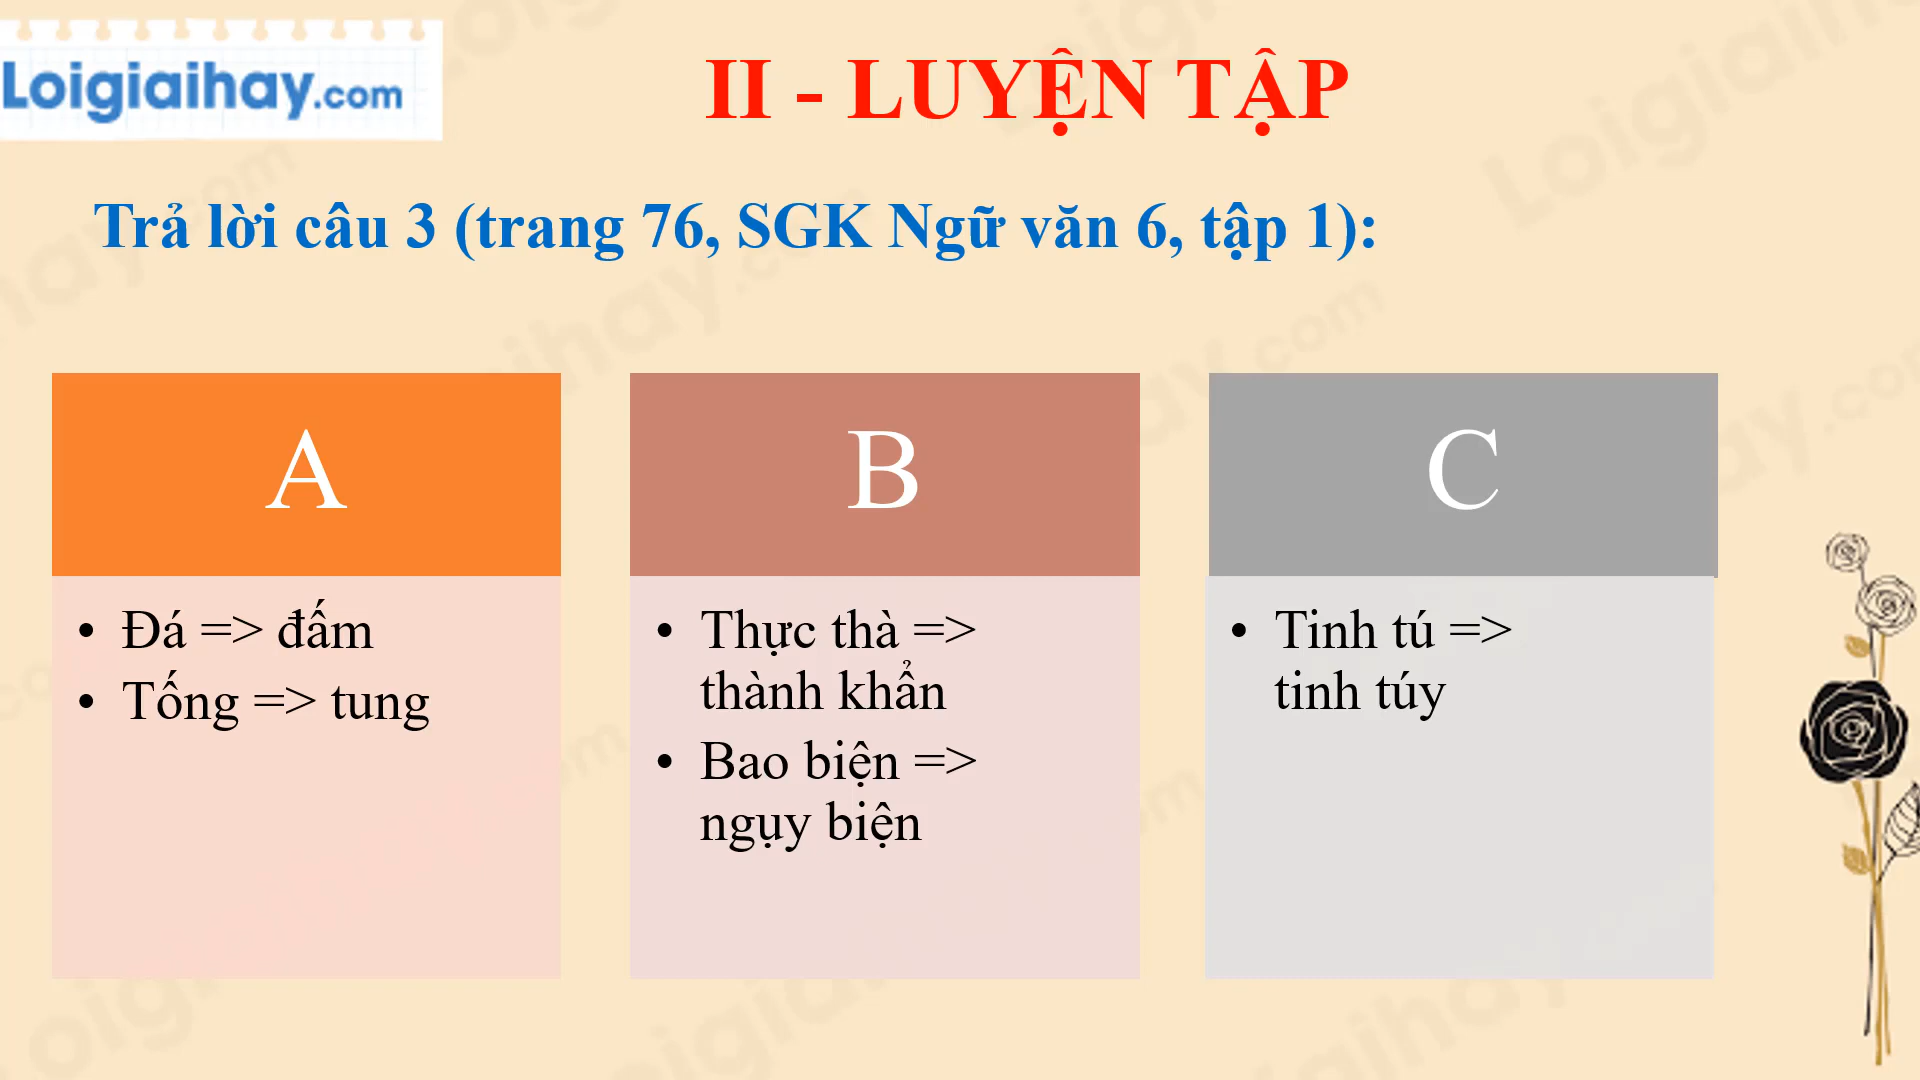 Loigiaihay.com
II - LUYỆN TẬP
Trả lời câu 3 (trang 76, SGK Ngữ văn 6, tập 1):
A
• Đá => đấm
• Tống => tung
B
• Thực thà =>
thành khẩn
• Bao biện =>
ngụy biện
C
• Tinh tú =>
tinh túy